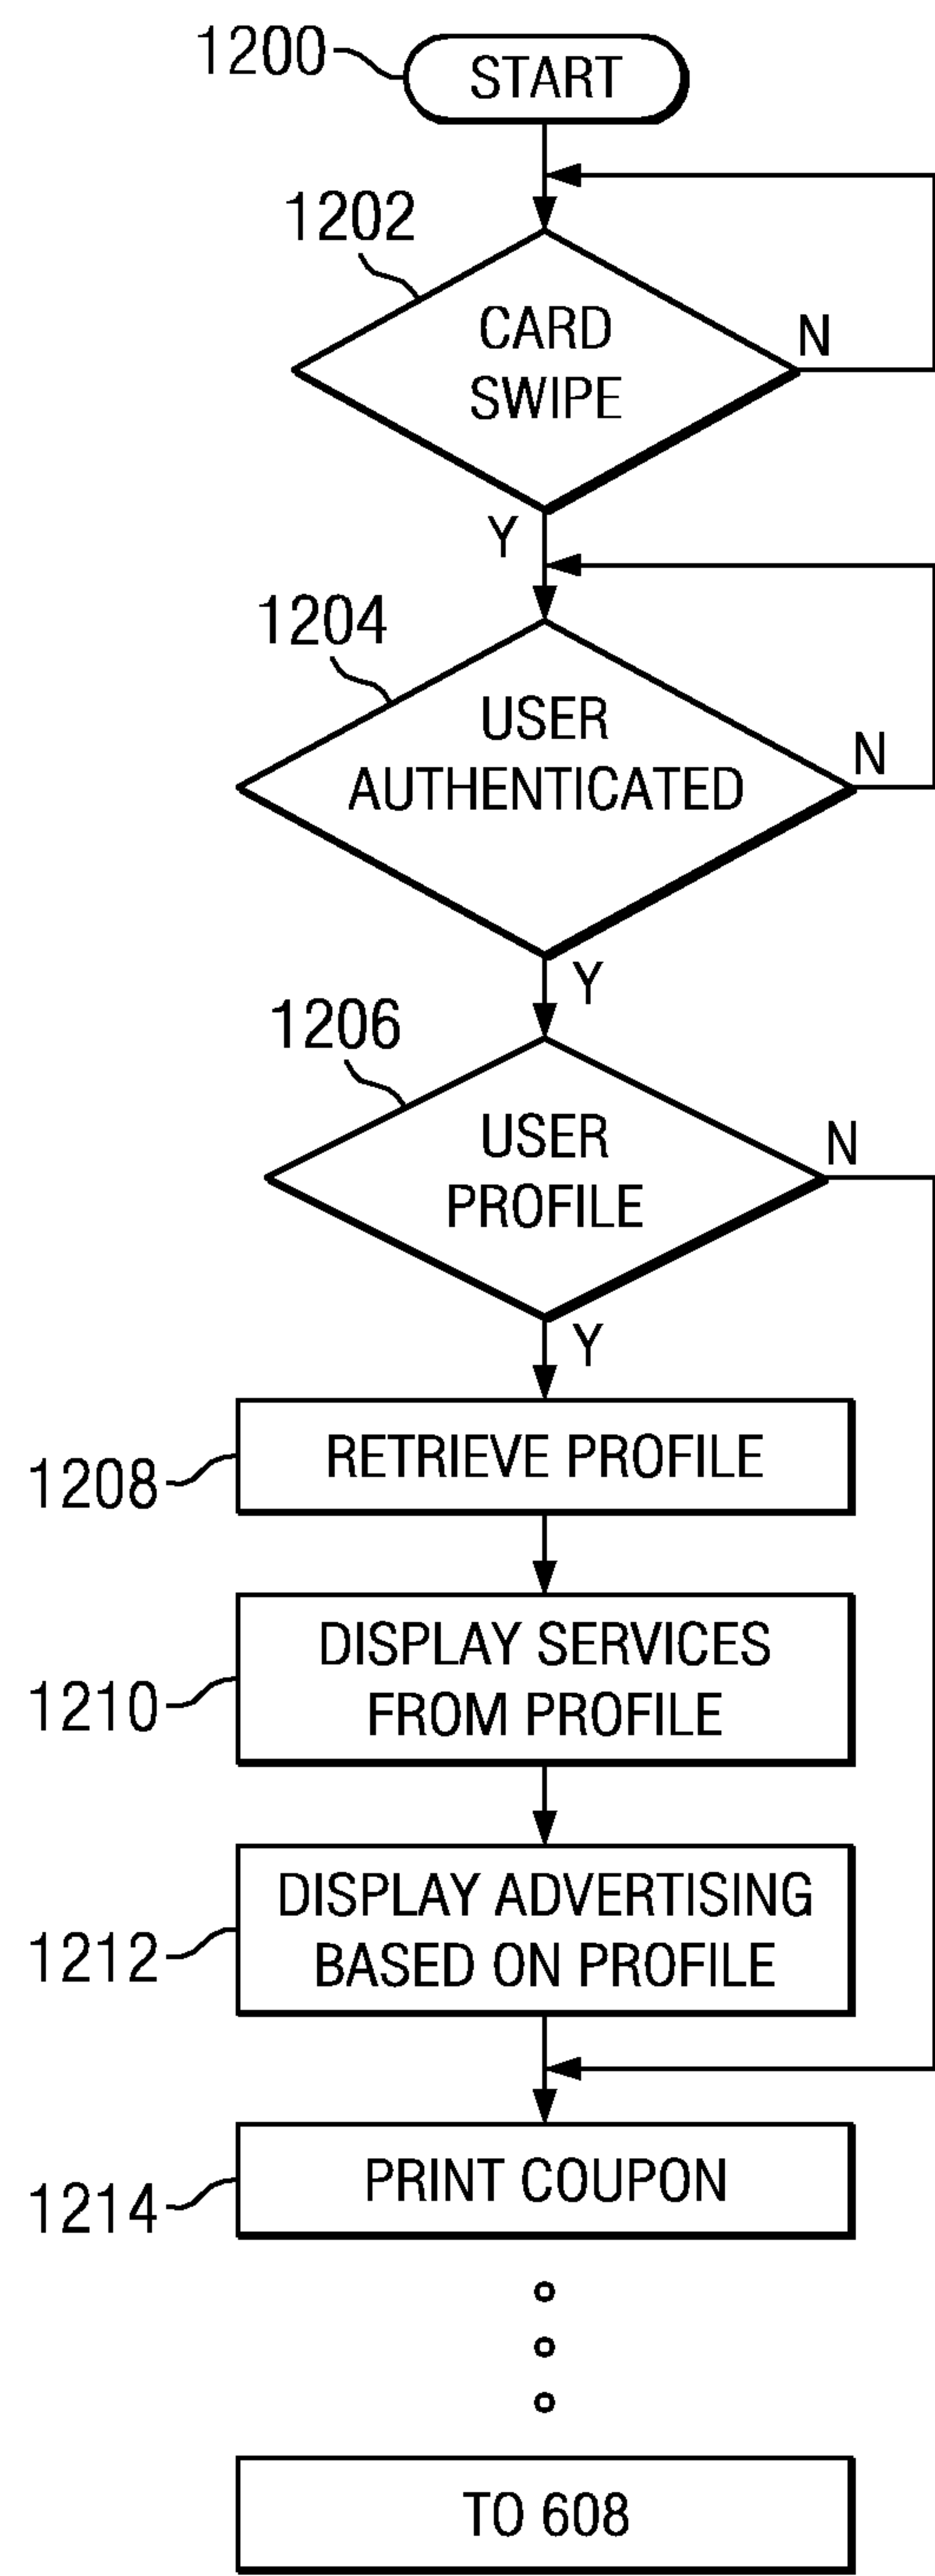 1200
START
1202
CARD
SWIPE
N
Y
1204
USER
AUTHENTICATED
N
Y
1206
USER
PROFILE
N
Y
1208
RETRIEVE PROFILE
1210
DISPLAY SERVICES
FROM PROFILE
1212
DISPLAY ADVERTISING
BASED ON PROFILE
1214
PRINT COUPON
TO 608